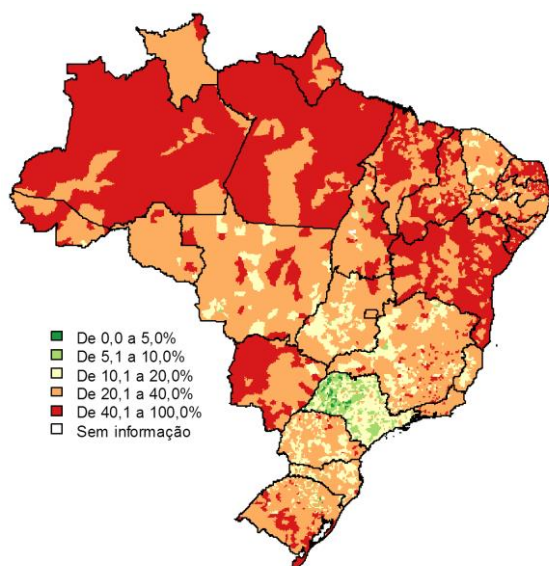 De 0,0 a 5,0%
De 5,1 a 10,0%
De 10,1 a 20,0%
De 20,1 a 40,0%
De 40,1 a 100,0%
Sem informação